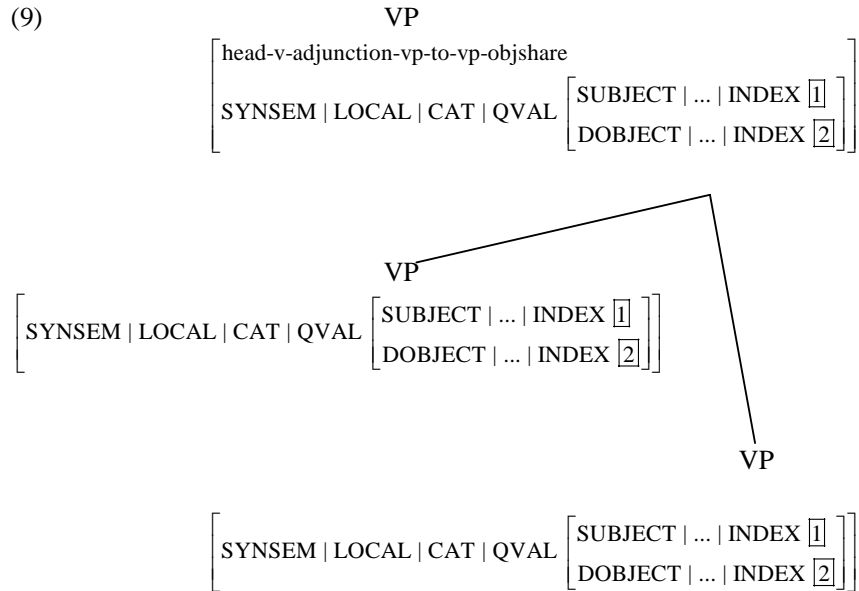 (9) VP
head-v-adjunction-vp-to-vp-objshare
SYNSEM | LOCAL | CAT | QVAL [SUBJECT | ... | INDEX 1
DOBJECT | ... | INDEX 2]
VP
SYNSEM | LOCAL | CAT | QVAL [SUBJECT | ... | INDEX 1
DOBJECT | ... | INDEX 2]
VP
SYNSEM | LOCAL | CAT | QVAL [SUBJECT | ... | INDEX 1
DOBJECT | ... | INDEX 2]